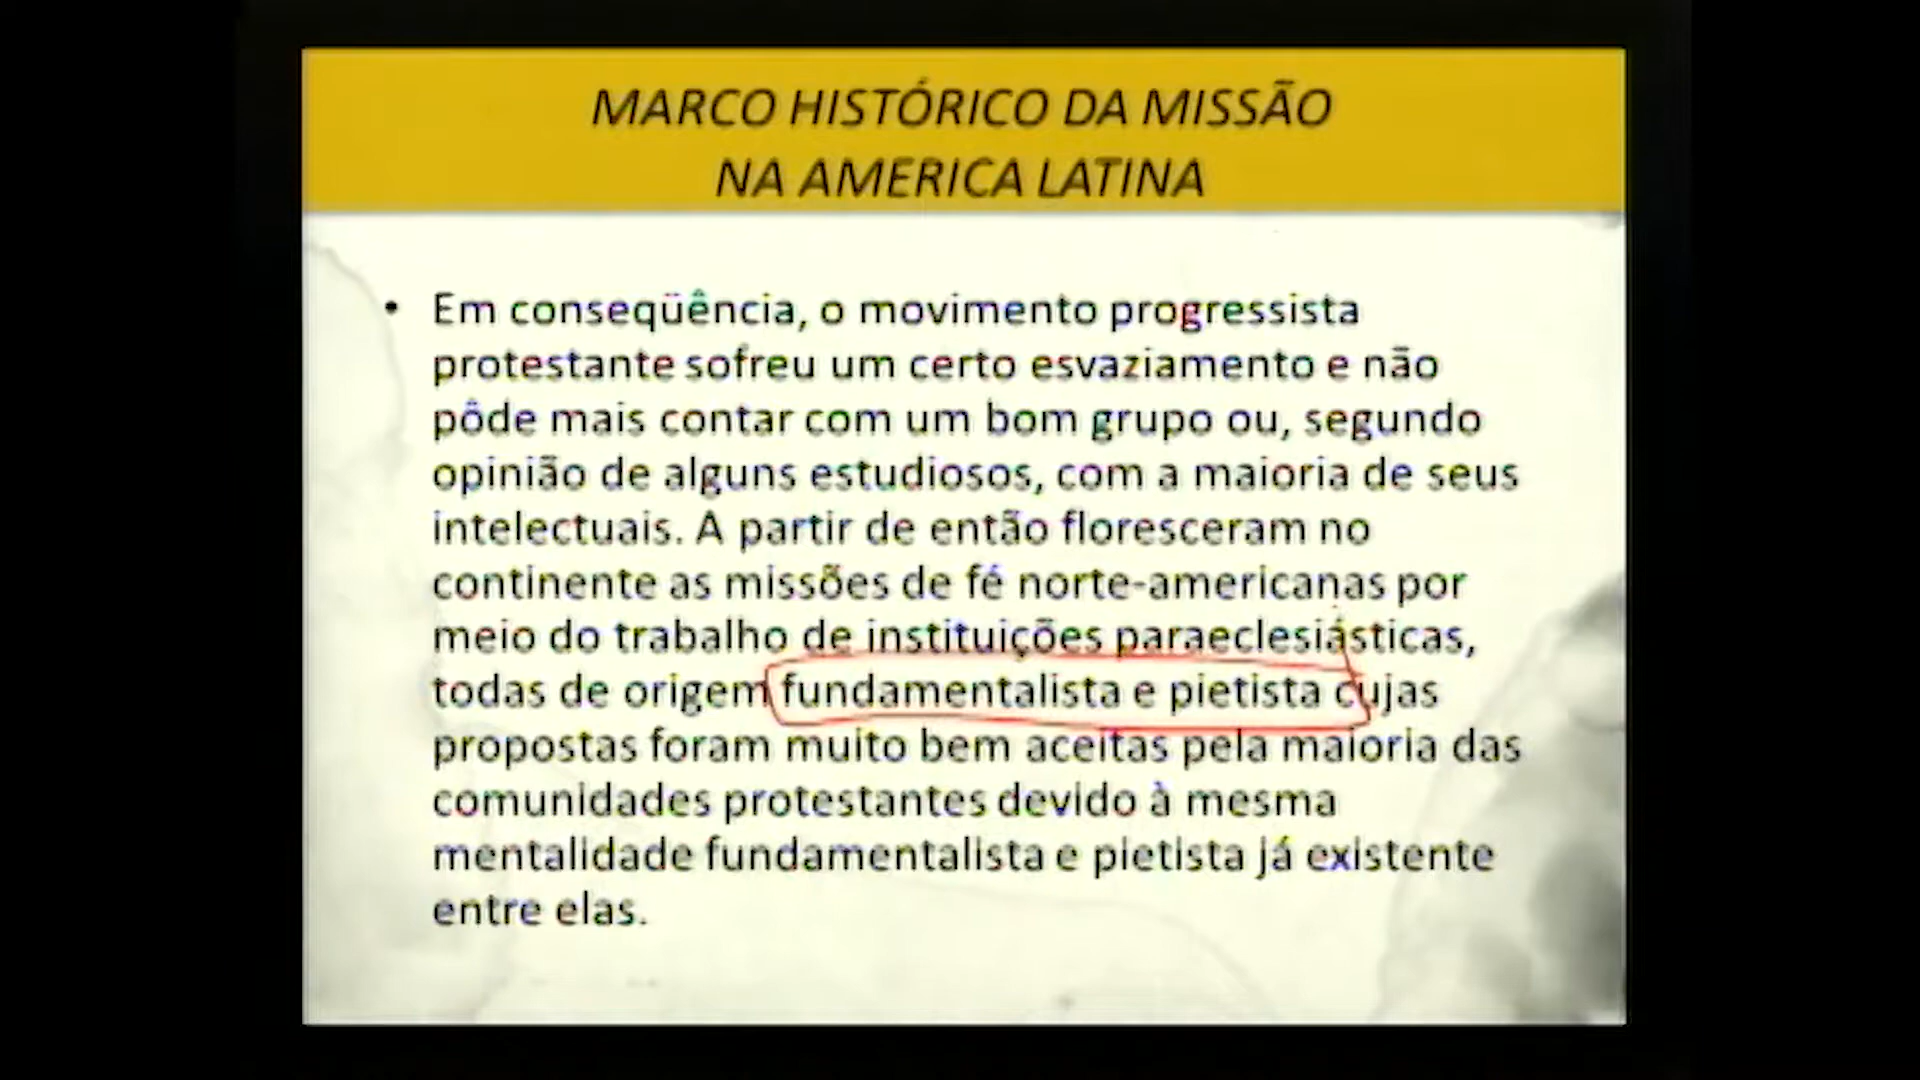 MARCO HISTÓRICO DA MISSÃO
NA AMERICA LATINA
• Em conseqüência, o movimento progressista
protestante sofreu um certo esvaziamento e não
pôde mais contar com um bom grupo ou, segundo
opinião de alguns estudiosos, com a maioria de seus
intelectuais. A partir de então floresceram no
continente as missões de fé norte-americanas por
meio do trabalho de instituições paraeclesiásticas,
todas de origem fundamentalista e pietista cujas
propostas foram muito bem aceitas pela maioria das
comunidades protestantes devido à mesma
mentalidade fundamentalista e pietista já existente
entre elas.